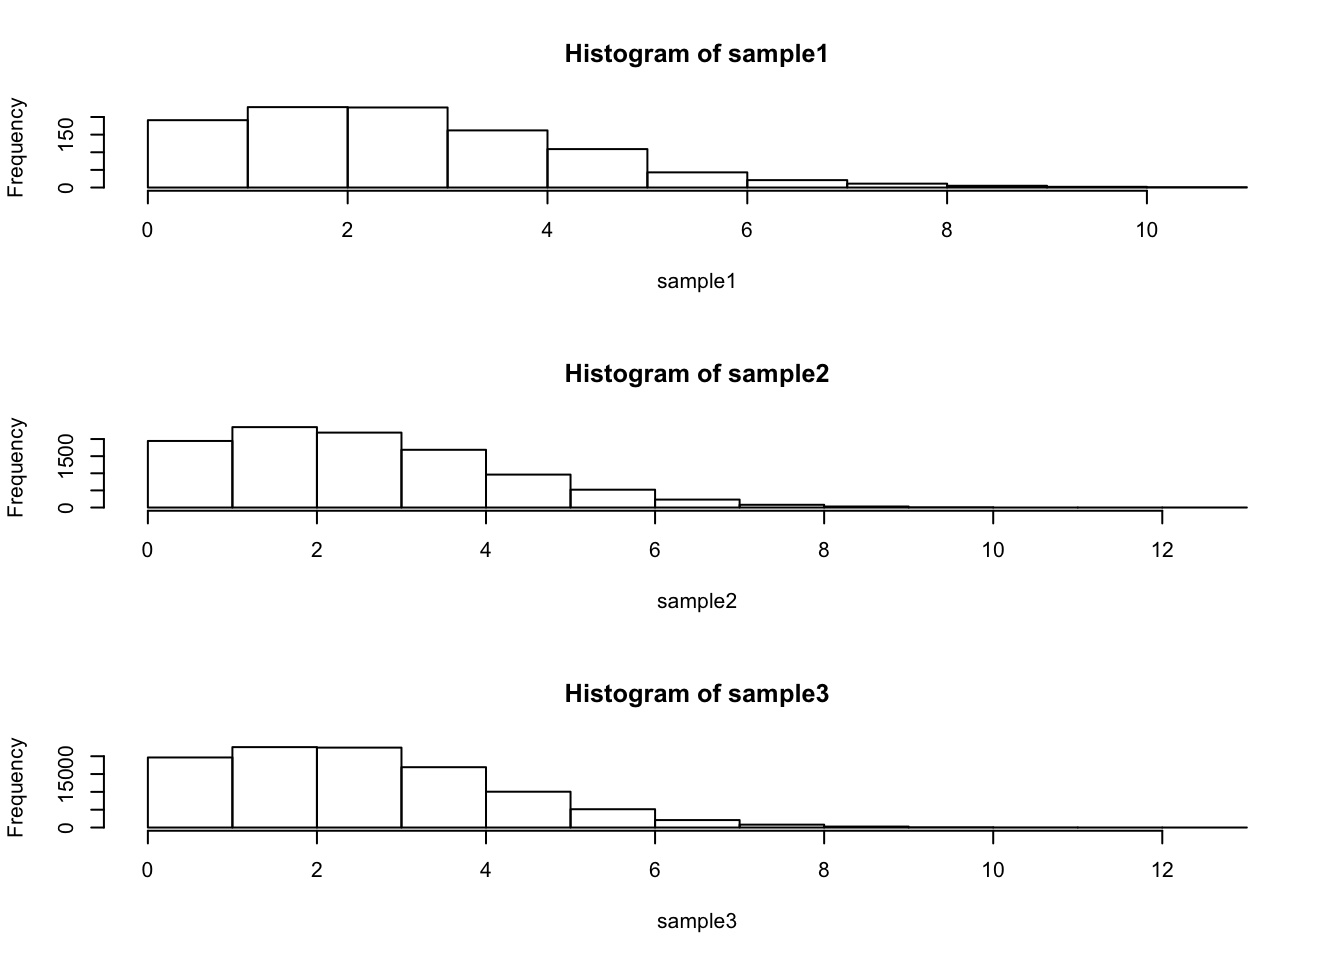 Histogram of sample1
Frequency
150
0
0 2 4 6 8 10
sample1
Histogram of sample2
Frequency
1500
0
0 2 4 6 8 10 12
sample2
Histogram of sample3
Frequency
15000
0
0 2 4 6 8 10 12
sample3